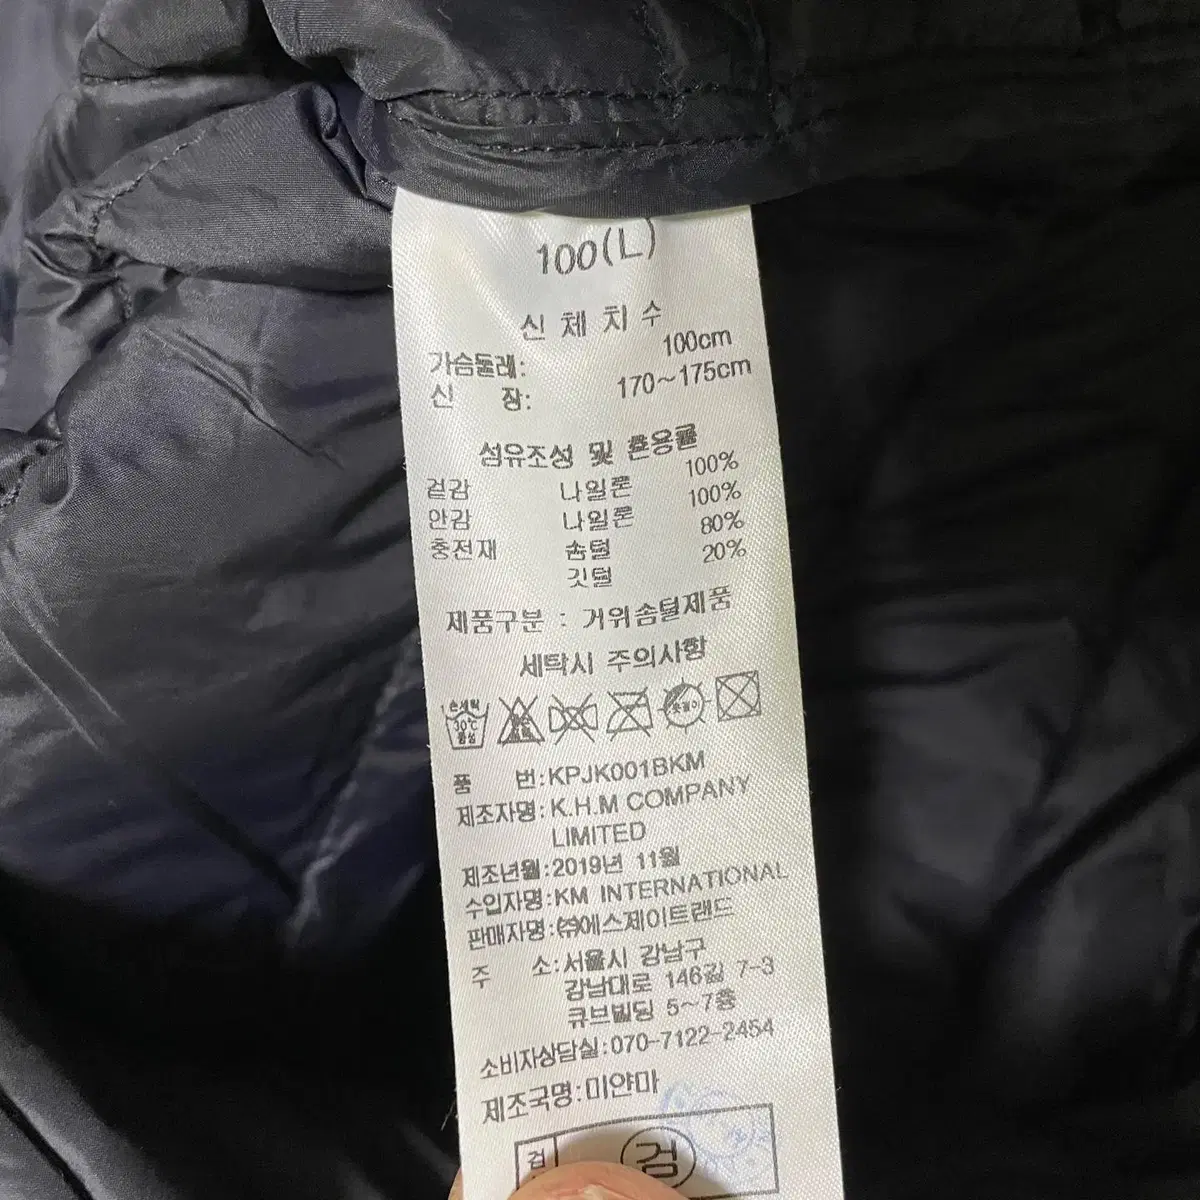 100(L)
신 체 치 수
가슴둘레: 100cm
신 장: 170~175cm
섬유조성 및 혼용률
겉감 나일론 100%
안감 나일론 100%
충전재 솜털 80%
깃털 20%
제품구분 : 거위솜털제품
세탁시 주의사항
손세탁
30℃
중성
품 번:KPJK001BKM
제조자명:K.H.M COMPANY
LIMITED
제조년월:2019년 11월
수입자명:KM INTERNATIONAL
판매자명:㈜에스제이트랜드
주 소:서울시 강남구
강남대로 146길 7-3
큐브빌딩 5~7층
소비자상담실:070-7122-2454
제조국명:미얀마
검 검